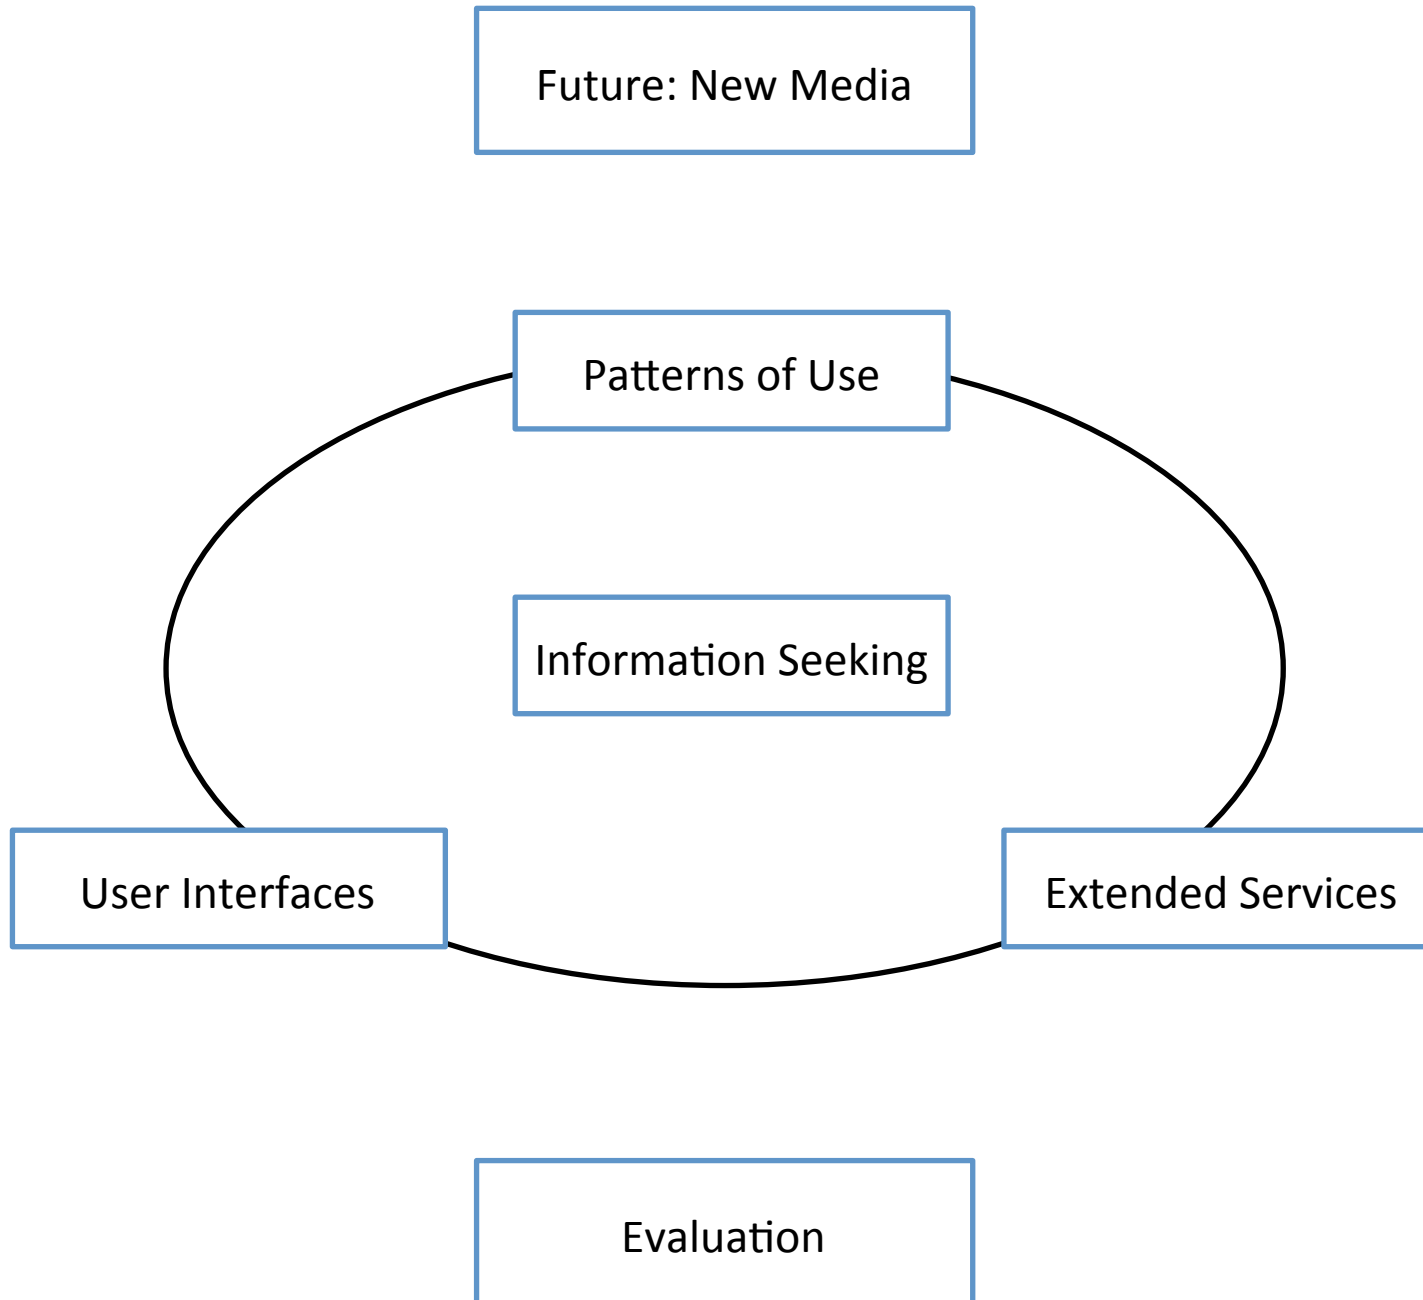 Future: New Media
Patterns of Use
Information Seeking
User Interfaces
Extended Services
Evaluation